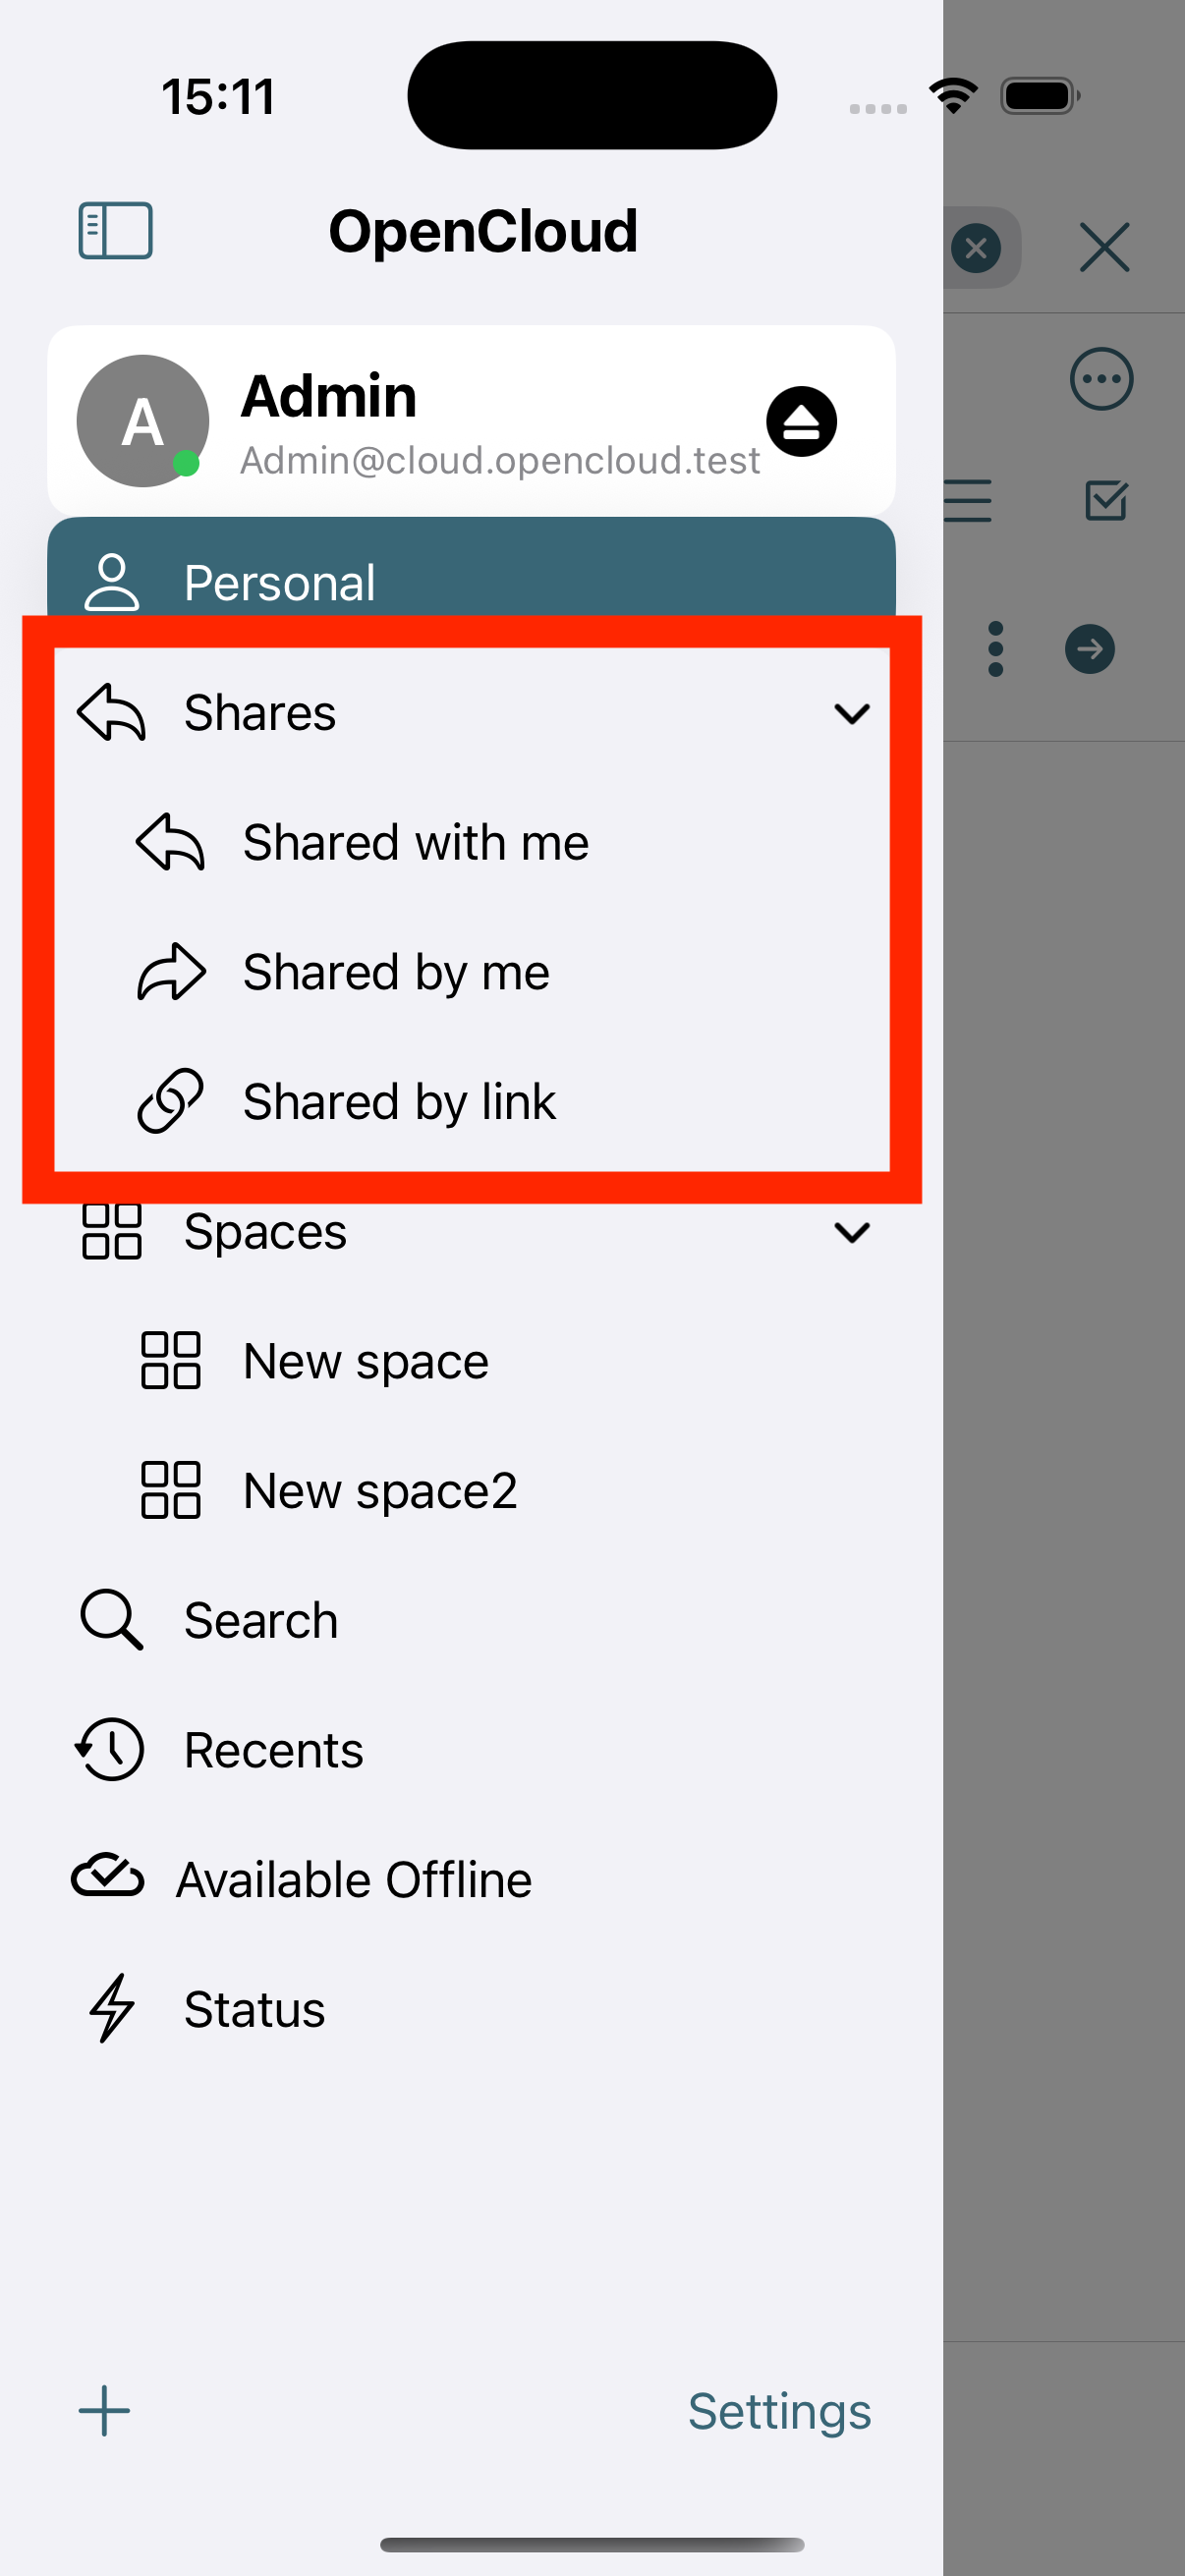 15:11
OpenCloud
A
Admin
Admin@cloud.opencloud.test
Personal
Shares
Shared with me
Shared by me
Shared by link
Spaces
New space
New space2
Search
Recents
Available Offline
Status
Settings